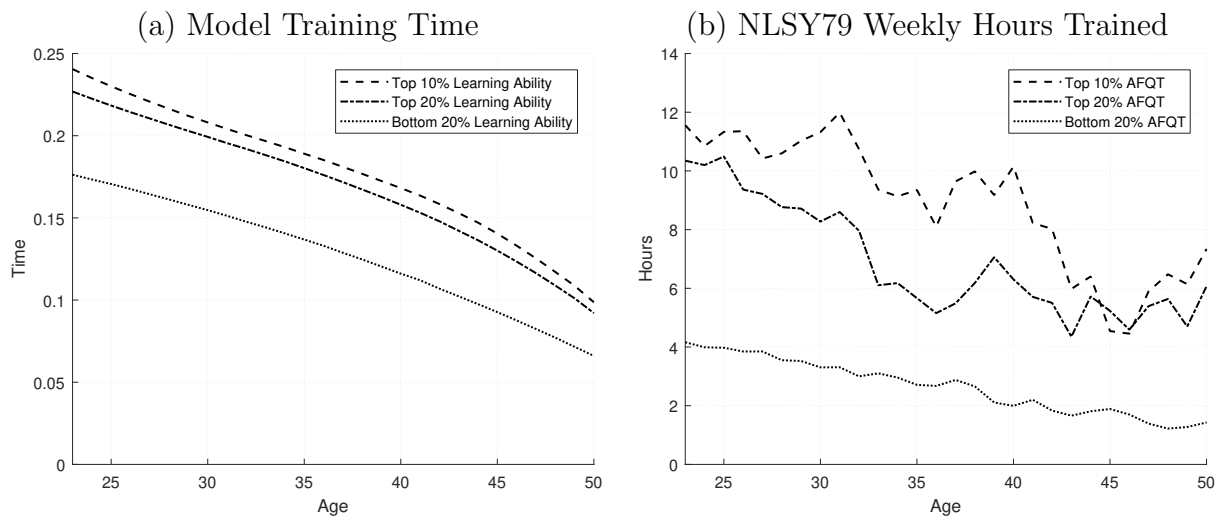 (a) Model Training Time
0.25
0.2
0.15
0.1
0.05
0
Time
25 30 35 40 45 50
Age
Top 10% Learning Ability
Top 20% Learning Ability
Bottom 20% Learning Ability
(b) NLSY79 Weekly Hours Trained
14
12
10
8
6
4
2
0
Hours
25 30 35 40 45 50
Age
Top 10% AFQT
Top 20% AFQT
Bottom 20% AFQT